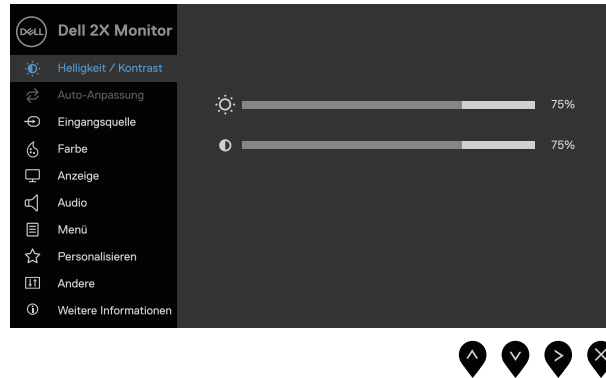 DELL
Dell 2X Monitor
Helligkeit / Kontrast
Auto-Anpassung
75%
Eingangsquelle
Farbe
75%
Anzeige
Audio
Menü
Personalisieren
Andere
Weitere Informationen